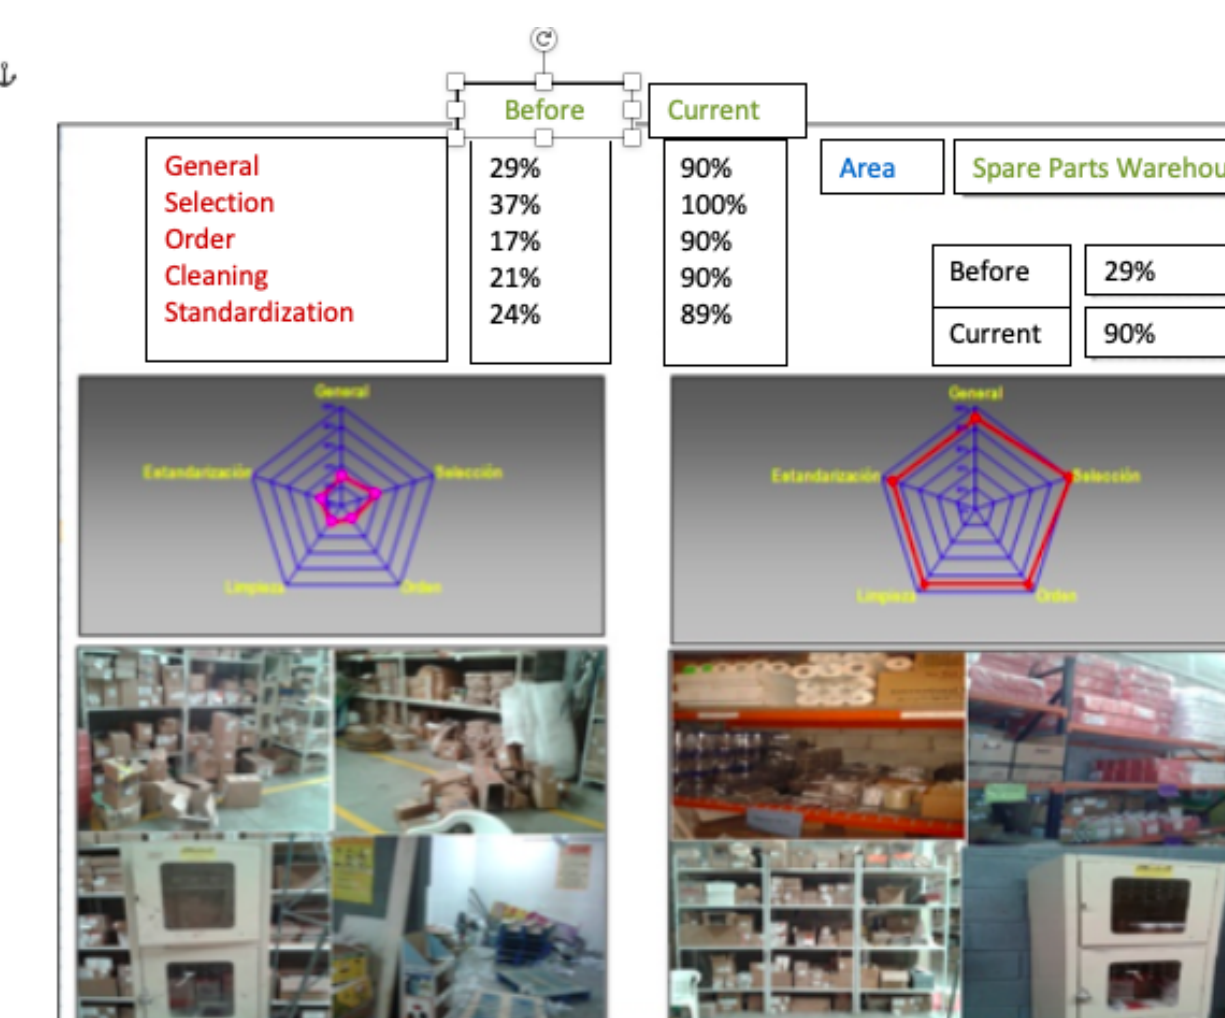 Before
Current
General
Selection
Order
Cleaning
Standardization
29%
37%
17%
21%
24%
90%
100%
90%
90%
89%
Area
Spare Parts Warehou
Before
29%
Current
90%
General
Estandarización
Selección
Limpieza
Orden
General
Estandarización
Selección
Limpieza
Orden